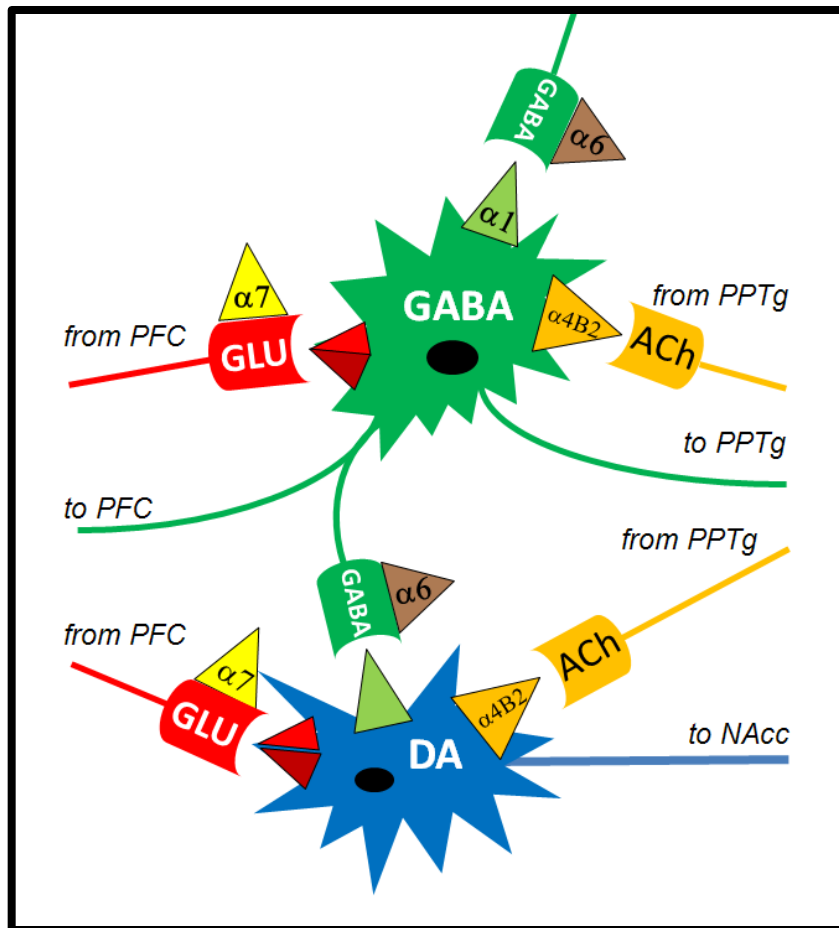 GABA
α6
α1
α7
GABA
from PPTg
from PFC
α4B2
GLU
ACh
to PPTg
to PFC
from PPTg
GABA
α6
from PFC
α7
ACh
GLU
α4B2
DA
to NAcc